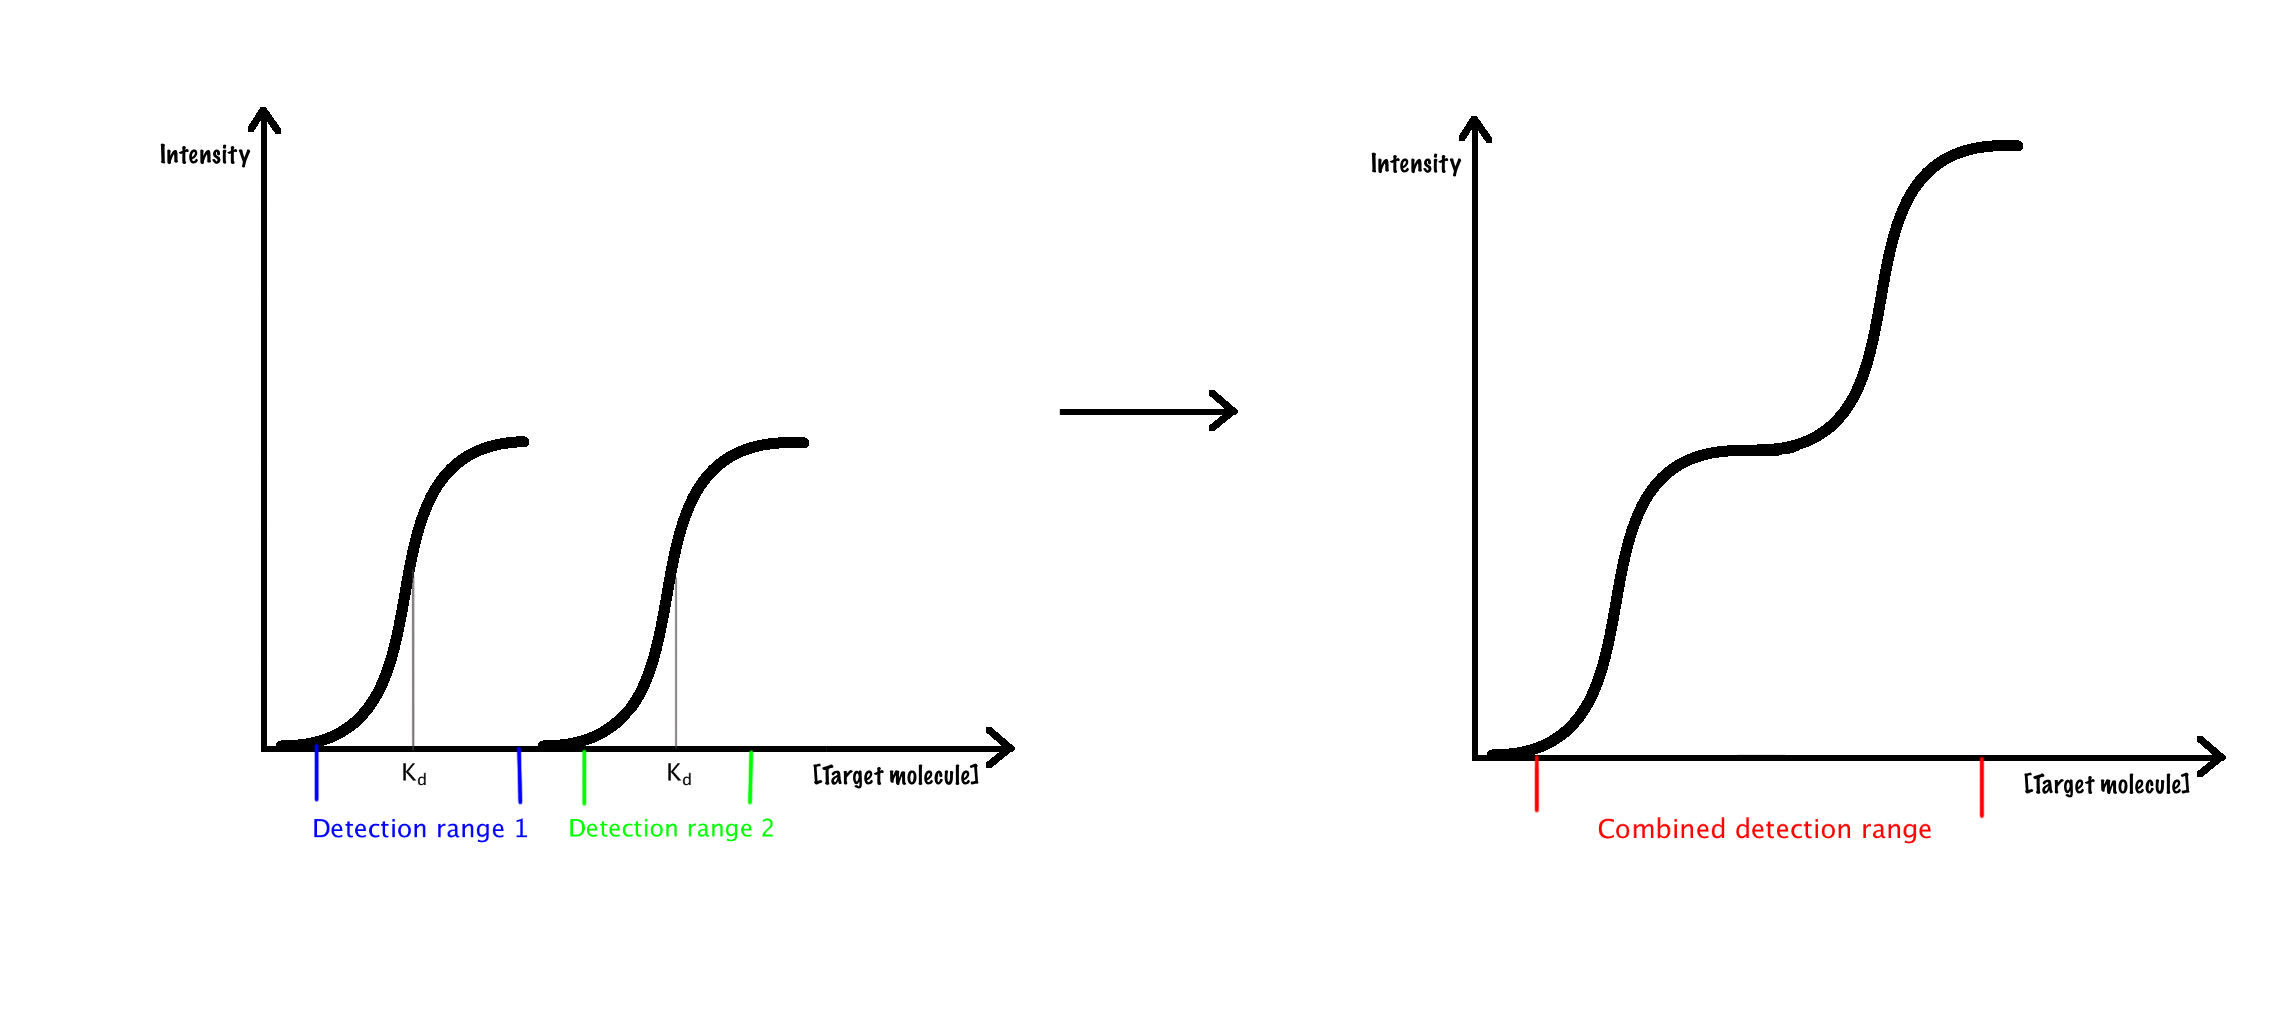 Intensity
Kd
Kd
[Target molecule]
Detection range 1
Detection range 2
Intensity
[Target molecule]
Combined detection range